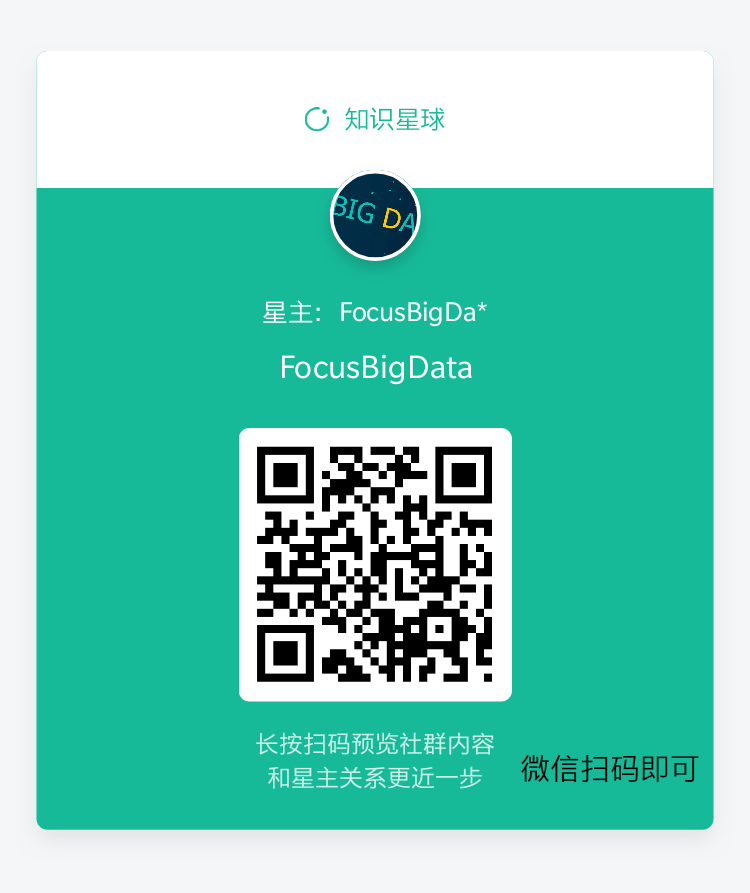 知识星球
BIG DA
星主：FocusBigDa*
FocusBigData
长按扫码预览社群内容
和星主关系更近一步
微信扫码即可